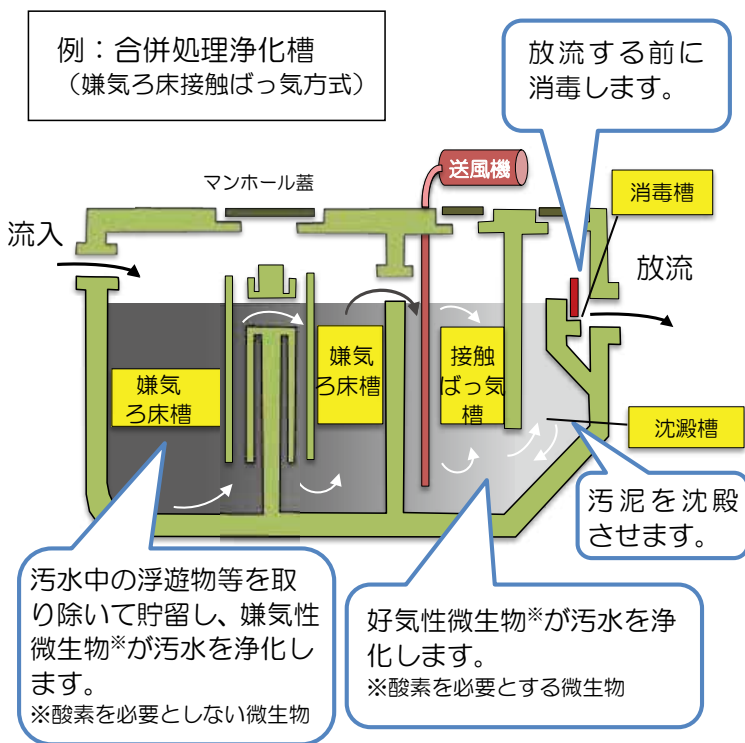 例：合併処理浄化槽
（嫌気ろ床接触ばっ気方式）
放流する前に
消毒します。
送風機
マンホール蓋
消毒槽
流入
放流
嫌気
ろ床槽
嫌気
ろ床槽
接触
ばっ気
槽
沈澱槽
汚泥を沈殿
させます。
汚水中の浮遊物等を取
り除いて貯留し、嫌気性
微生物※が汚水を浄化し
ます。
※酸素を必要としない微生物
好気性微生物※が汚水を浄
化します。
※酸素を必要とする微生物